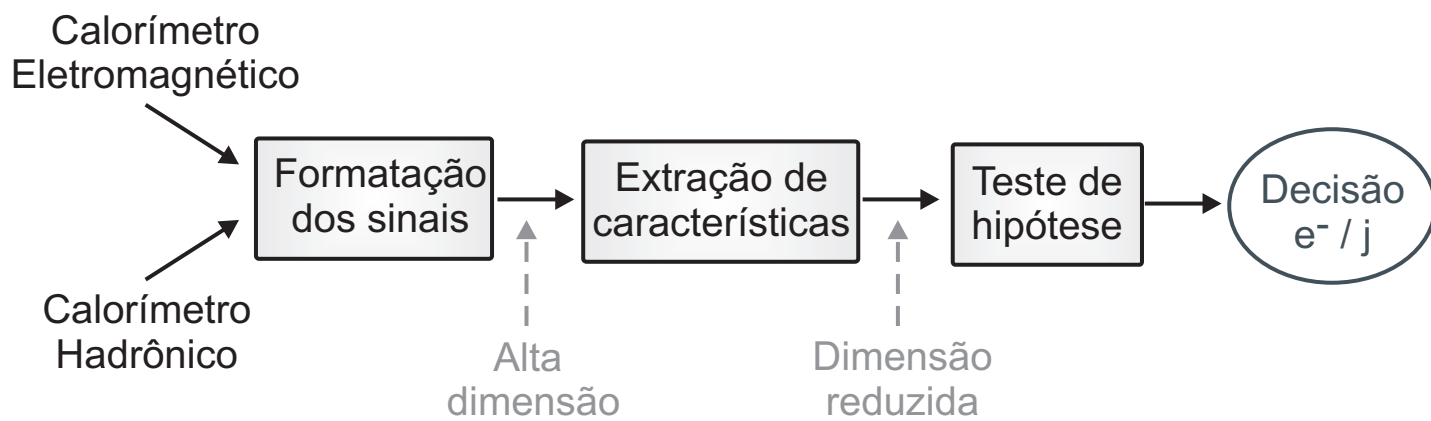 Calorímetro
Eletromagnético
Formatação
dos sinais
Extração de
características
Teste de
hipótese
Decisão
e- / j
Calorímetro
Hadrônico
Alta
dimensão
Dimensão
reduzida